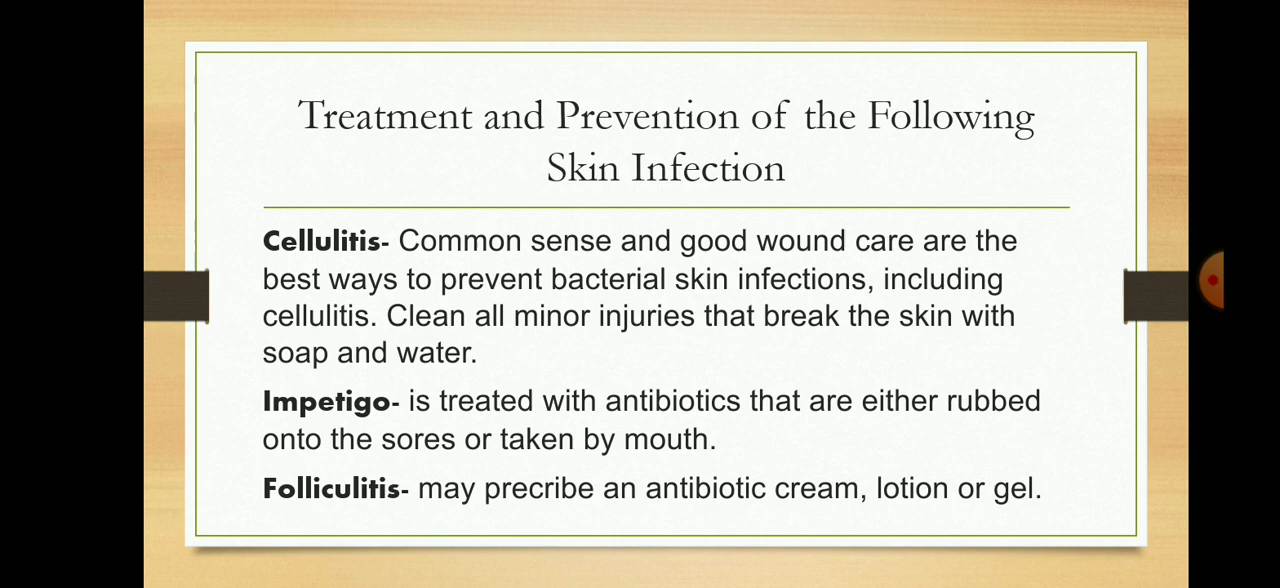 Treatment and Prevention of the Following
Skin Infection
Cellulitis- Common sense and good wound care are the
best ways to prevent bacterial skin infections, including
cellulitis. Clean all minor injuries that break the skin with
soap and water.
Impetigo- is treated with antibiotics that are either rubbed
onto the sores or taken by mouth.
Folliculitis- may precribe an antibiotic cream, lotion or gel.